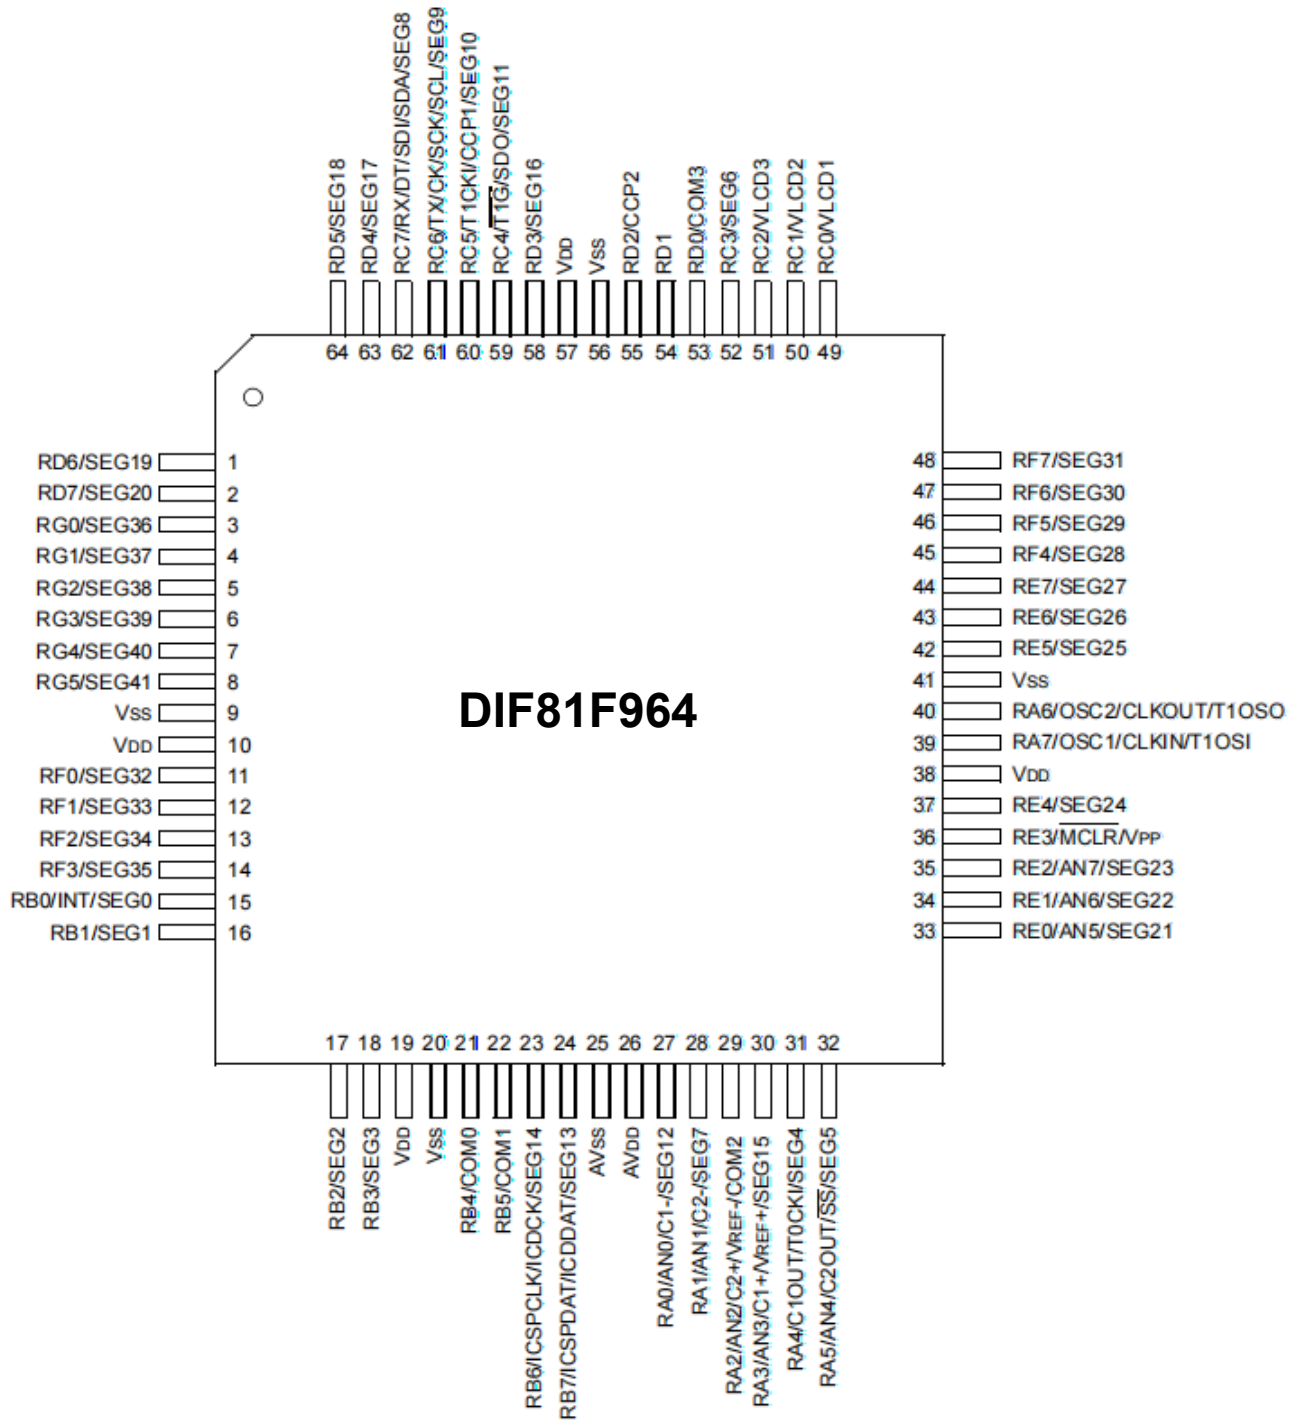 RD5/SEG18
RD4/SEG17
RC7/RX/DT/SDI/SDA/SEG8
RC6/TX/CK/SCK/SCL/SEG9
RC5/T1CKI/CCP1/SEG10
RC4/T1G/SDO/SEG11
RD3/SEG16
VDD
VSS
RD2/CCP2
RD1
RD0/COM3
RC3/SEG6
RC2/VLCD3
RC1/VLCD2
RC0/VLCD1
64 63 62 61 60 59 58 57 56 55 54 53 52 51 50 49
RD6/SEG19 1
RD7/SEG20 2
RG0/SEG36 3
RG1/SEG37 4
RG2/SEG38 5
RG3/SEG39 6
RG4/SEG40 7
RG5/SEG41 8
VSS 9
VDD 10
RF0/SEG32 11
RF1/SEG33 12
RF2/SEG34 13
RF3/SEG35 14
RB0/INT/SEG0 15
RB1/SEG1 16
DIF81F964
48 RF7/SEG31
47 RF6/SEG30
46 RF5/SEG29
45 RF4/SEG28
44 RE7/SEG27
43 RE6/SEG26
42 RE5/SEG25
41 VSS
40 RA6/OSC2/CLKOUT/T1OSO
39 RA7/OSC1/CLKIN/T1OSI
38 VDD
37 RE4/SEG24
36 RE3/MCLR/VPP
35 RE2/AN7/SEG23
34 RE1/AN6/SEG22
33 RE0/AN5/SEG21
17 18 19 20 21 22 23 24 25 26 27 28 29 30 31 32
RB2/SEG2
RB3/SEG3
VDD
VSS
RB4/COM0
RB5/COM1
RB6/ICSPCLK/ICDCK/SEG14
RB7/ICSPDAT/ICDDAT/SEG13
AVSS
AVDD
RA0/AN0/C1-/SEG12
RA1/AN1/C2-/SEG7
RA2/AN2/C2+/VREF-/COM2
RA3/AN3/C1+/VREF+/SEG15
RA4/C1OUT/T0CKI/SEG4
RA5/AN4/C2OUT/SS/SEG5